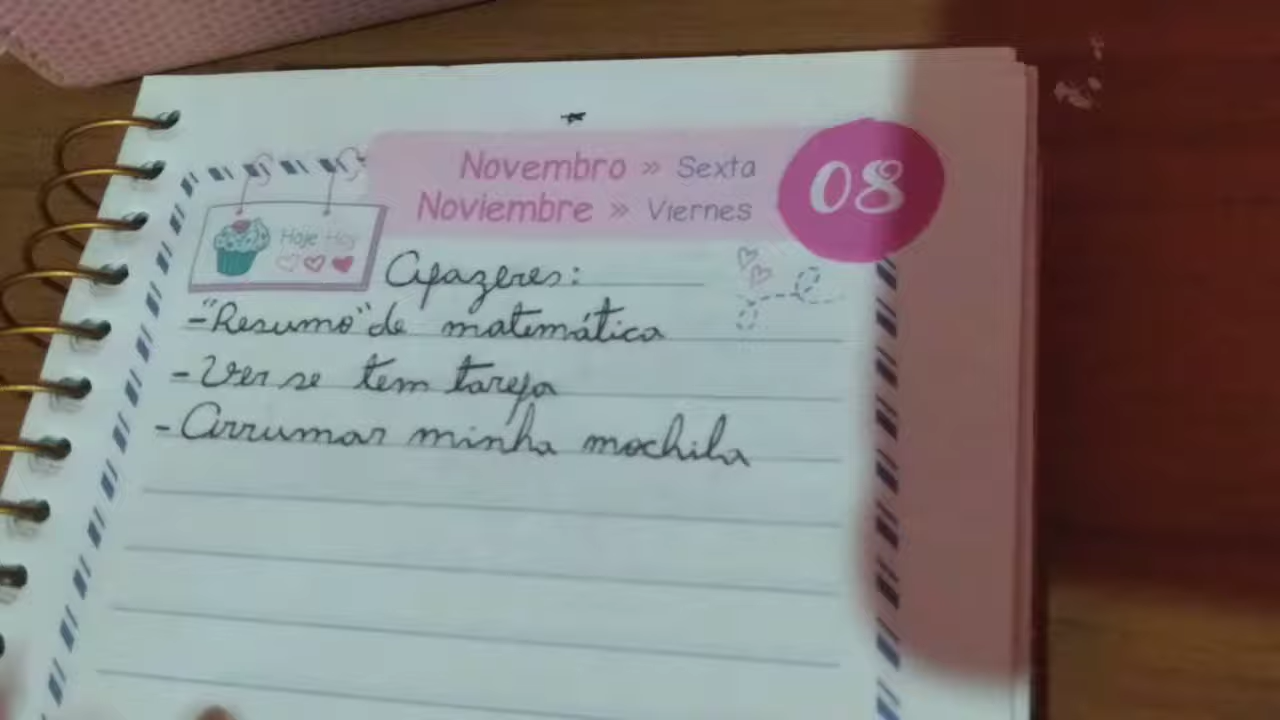 Novembro » Sexta
Noviembre » Viernes
08
Hoje Hoy
Afazeres:
-"Resumo" de matemática
-Ver se tem tarefa
-Arrumar minha mochila